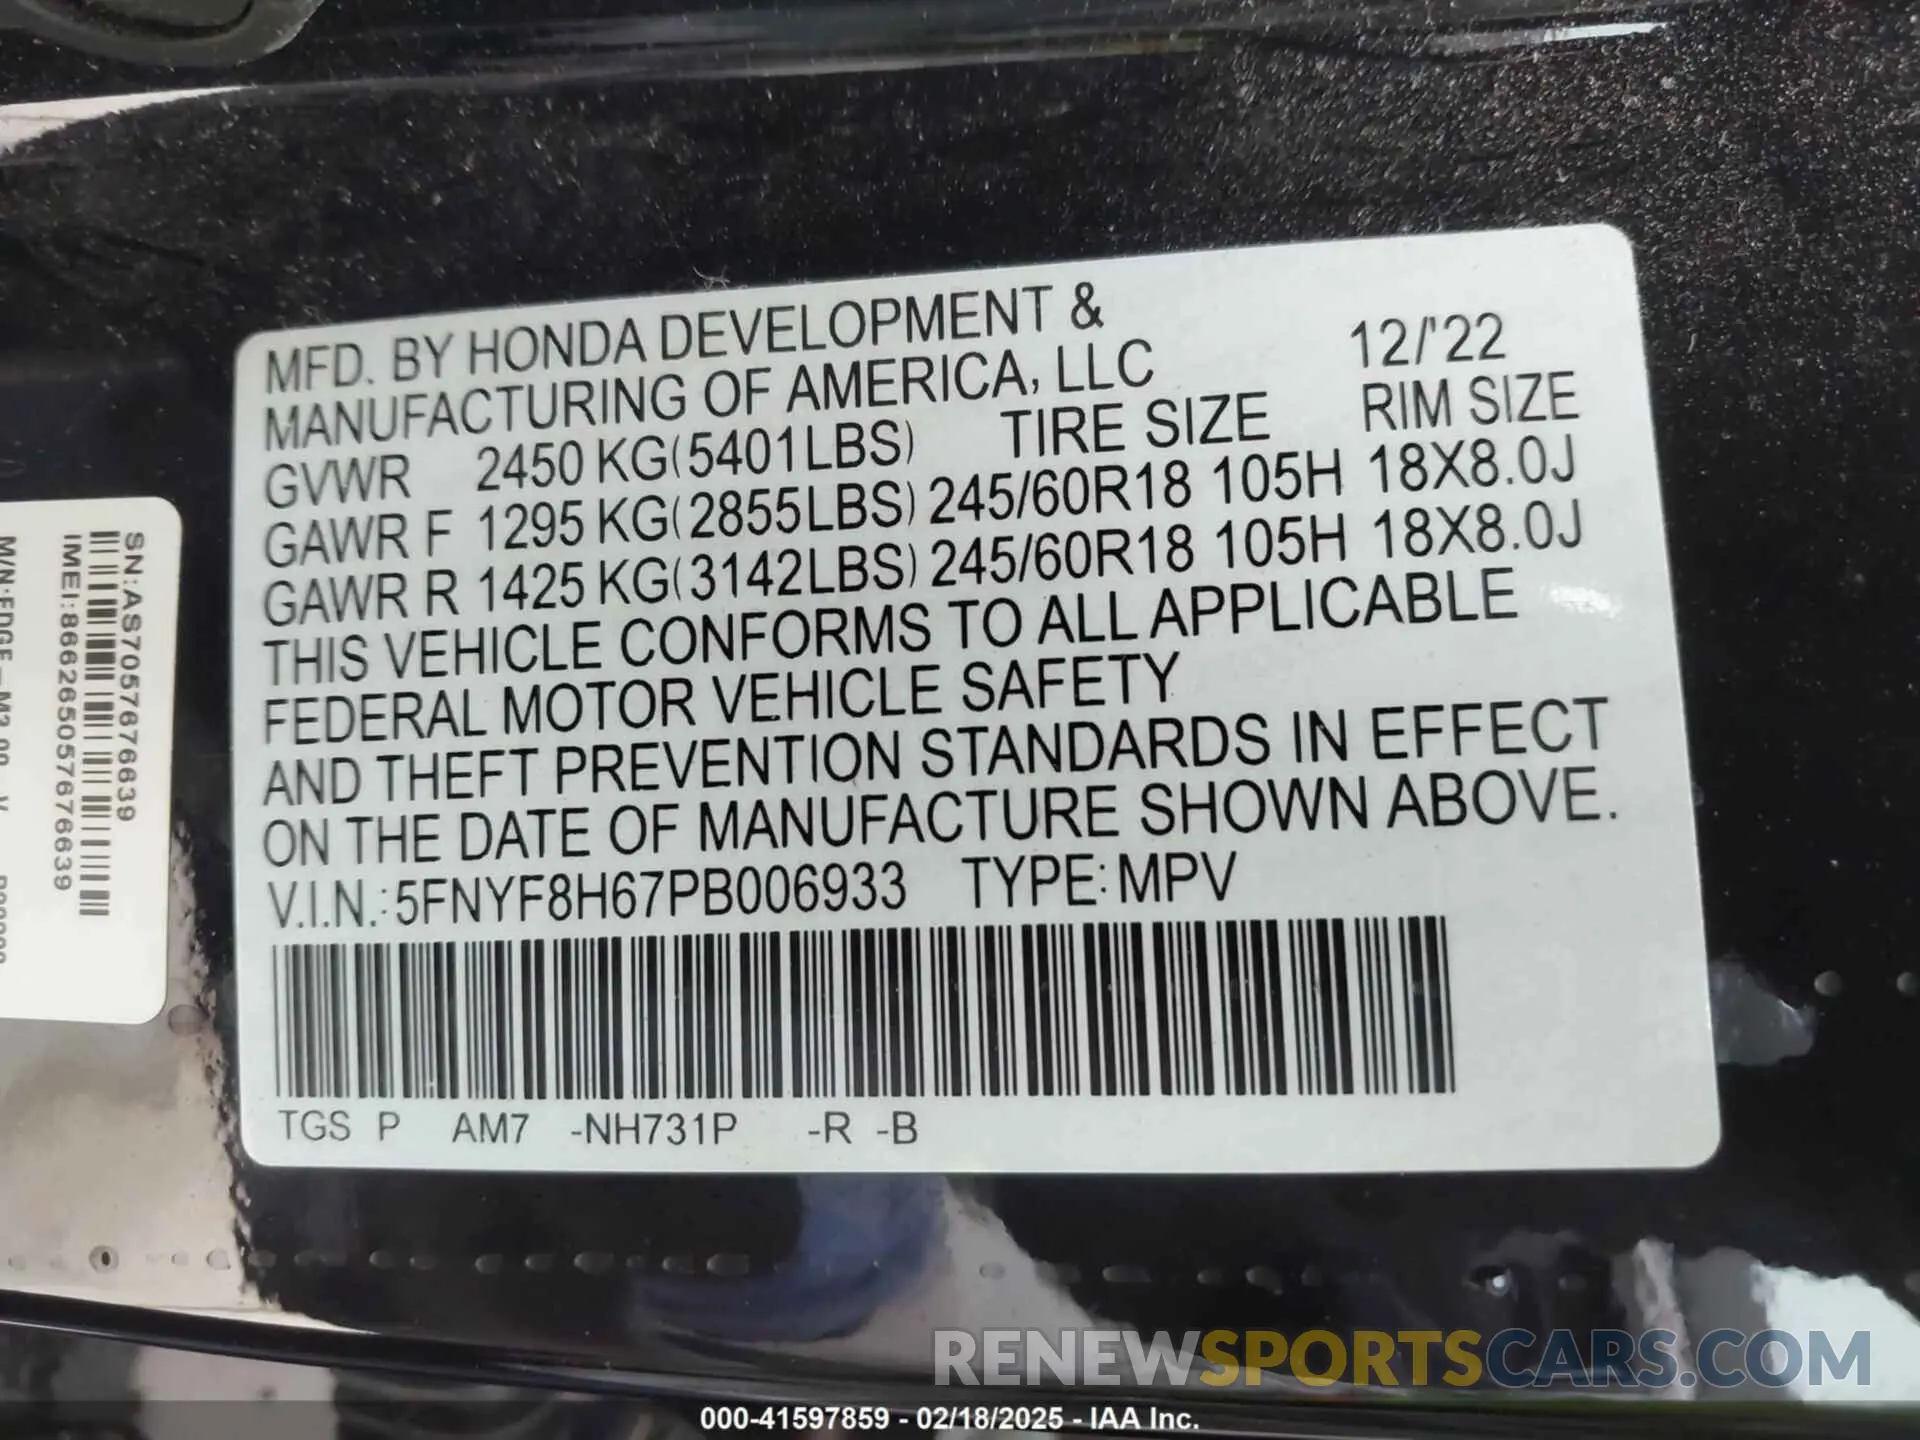 MFD. BY HONDA DEVELOPMENT &
MANUFACTURING OF AMERICA, LLC 12/'22
GVWR 2450 KG(5401LBS) TIRE SIZE RIM SIZE
GAWR F 1295 KG(2855LBS) 245/60R18 105H 18X8.0J
GAWR R 1425 KG(3142LBS) 245/60R18 105H 18X8.0J
THIS VEHICLE CONFORMS TO ALL APPLICABLE
FEDERAL MOTOR VEHICLE SAFETY
AND THEFT PREVENTION STANDARDS IN EFFECT
ON THE DATE OF MANUFACTURE SHOWN ABOVE.
V.I.N.: 5FNYF8H67PB006933 TYPE: MPV
TGS P AM7 -NH731P -R -B
SN:AS705767676639
IMEI:866265057676639
RENEWSPORTSCARS.COM
000-41597859 - 02/18/2025 - IAA Inc.